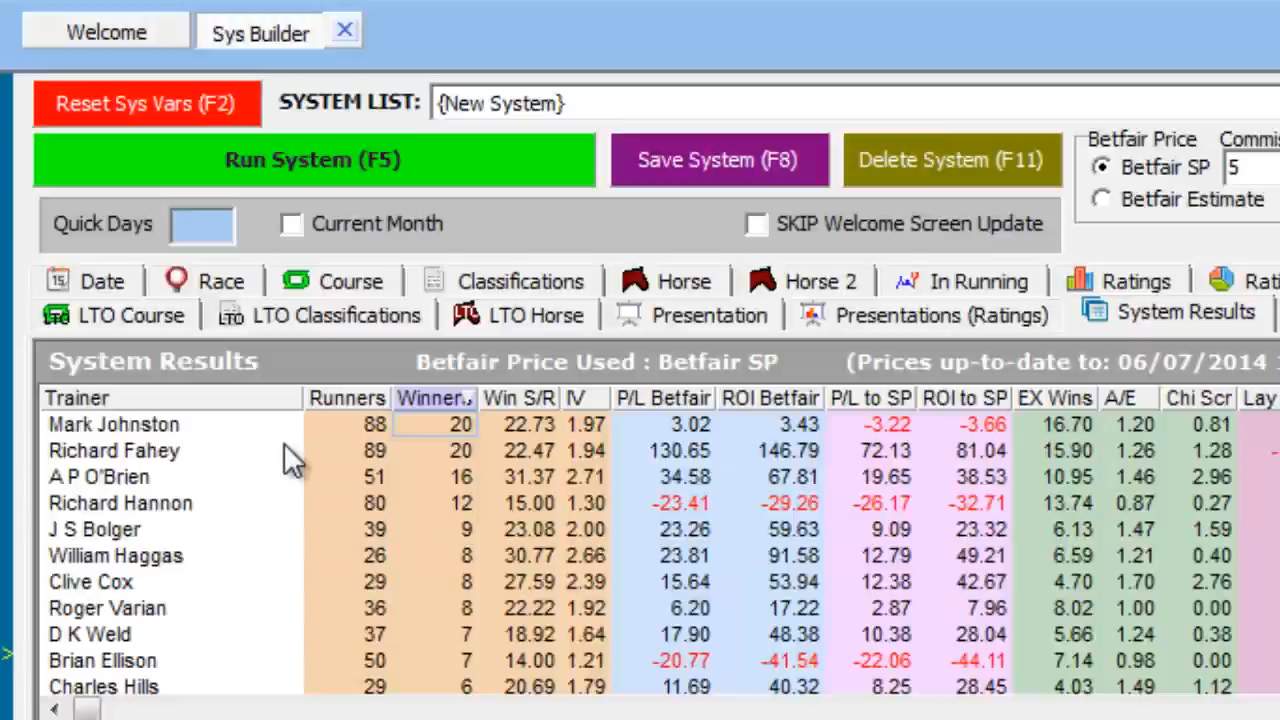 Welcome Sys Builder
Reset Sys Vars (F2) SYSTEM LIST: {New System}
Run System (F5) Save System (F8) Delete System (F11)
Betfair Price
Betfair SP 5
Betfair Estimate
Quick Days Current Month SKIP Welcome Screen Update
15 Date Race Course Classifications Horse Horse 2 In Running Ratings
LTO LTO Course LTO LTO Classifications LTO Horse Presentation Presentations (Ratings) System Results
System Results Betfair Price Used : Betfair SP (Prices up-to-date to: 06/07/2014
Trainer Runners Winner.. Win S/R IV P/L Betfair ROI Betfair P/L to SP ROI to SP EX Wins A/E Chi Scr Lay
Mark Johnston 88 20 22.73 1.97 3.02 3.43 -3.22 -3.66 16.70 1.20 0.81
Richard Fahey 89 20 22.47 1.94 130.65 146.79 72.13 81.04 15.90 1.26 1.28 -
A P O'Brien 51 16 31.37 2.71 34.58 67.81 19.65 38.53 10.95 1.46 2.96
Richard Hannon 80 12 15.00 1.30 -23.41 -29.26 -26.17 -32.71 13.74 0.87 0.27
J S Bolger 39 9 23.08 2.00 23.26 59.63 9.09 23.32 6.13 1.47 1.59
William Haggas 26 8 30.77 2.66 23.81 91.58 12.79 49.21 6.59 1.21 0.40
Clive Cox 29 8 27.59 2.39 15.64 53.94 12.38 42.67 4.70 1.70 2.76
Roger Varian 36 8 22.22 1.92 6.20 17.22 2.87 7.96 8.02 1.00 0.00
D K Weld 37 7 18.92 1.64 17.90 48.38 10.38 28.04 5.66 1.24 0.38
Brian Ellison 50 7 14.00 1.21 -20.77 -41.54 -22.06 -44.11 7.14 0.98 0.00
Charles Hills 29 6 20.69 1.79 11.69 40.32 8.25 28.45 4.03 1.49 1.12